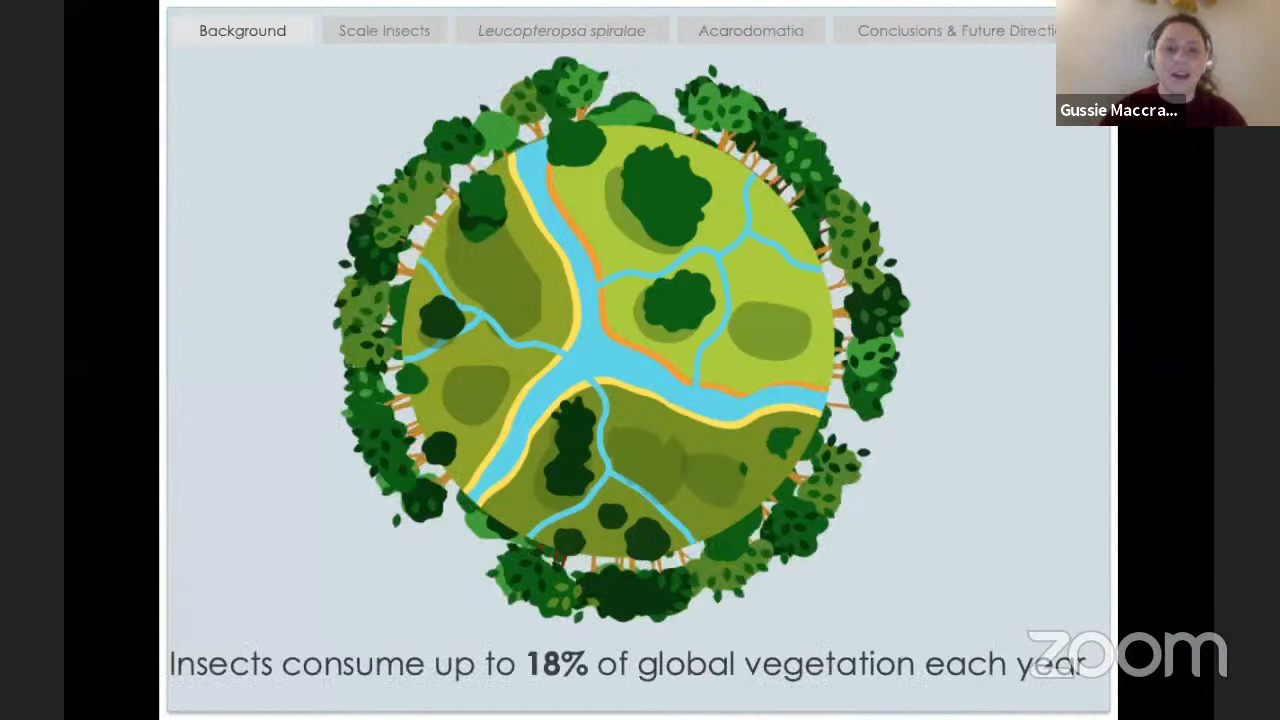 Background
Scale Insects
Leucopteropsa spiralae
Acarodomatia
Conclusions & Future Directi
Gussie Maccra...
Insects consume up to 18% of global vegetation each year
zoom